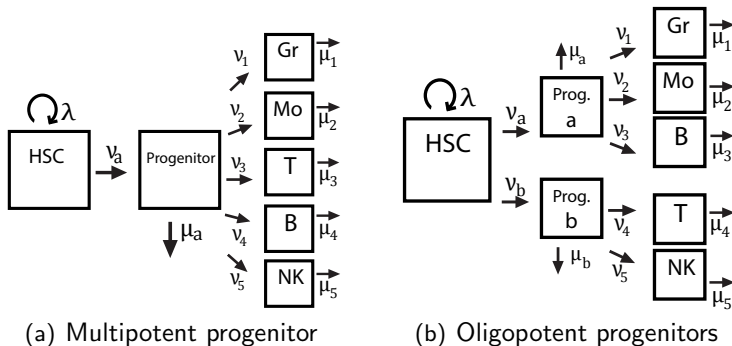 λ
HSC
ν_a
Progenitor
μ_a
ν_1
ν_2
ν_3
ν_4
ν_5
Gr
μ_1
Mo
μ_2
T
μ_3
B
μ_4
NK
μ_5
(a) Multipotent progenitor
λ
HSC
ν_a
ν_b
μ_a
Prog.
a
Prog.
b
μ_b
ν_1
ν_2
ν_3
ν_4
ν_5
Gr
μ_1
Mo
μ_2
B
μ_3
T
μ_4
NK
μ_5
(b) Oligopotent progenitors